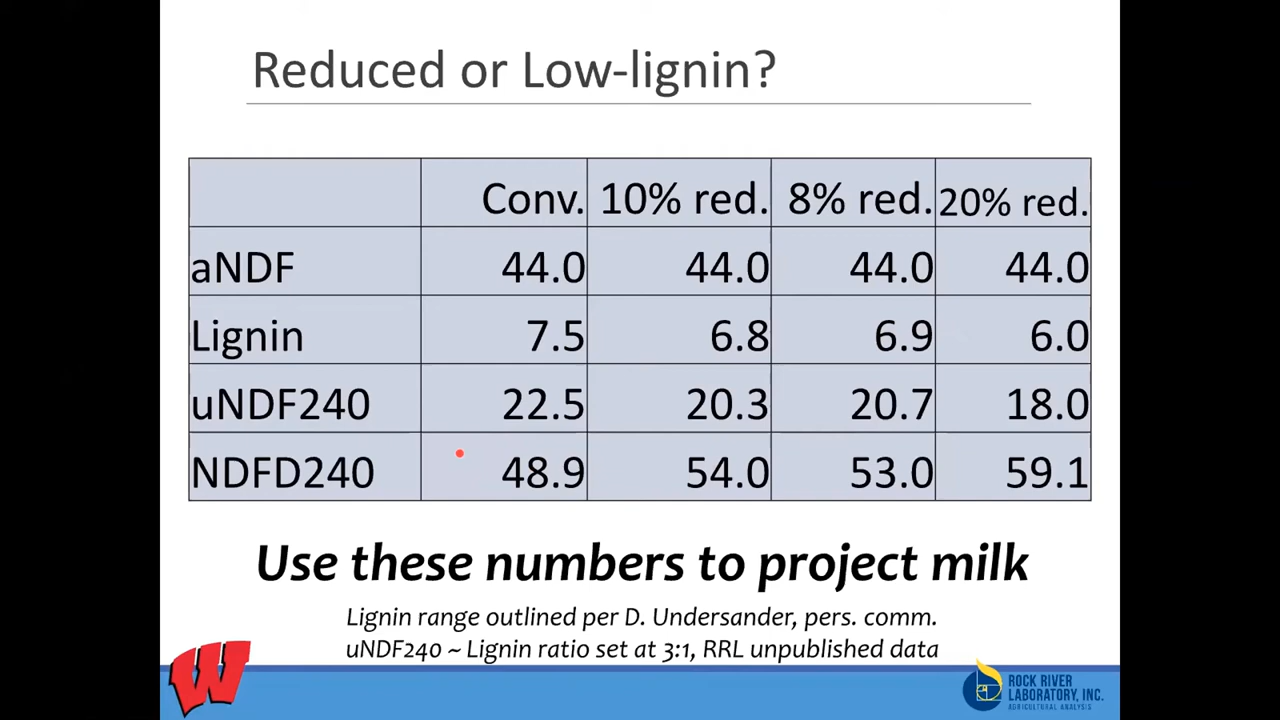 Reduced or Low-lignin?
Conv. 10% red. 8% red. 20% red.
aNDF 44.0 44.0 44.0 44.0
Lignin 7.5 6.8 6.9 6.0
uNDF240 22.5 20.3 20.7 18.0
NDFD240 48.9 54.0 53.0 59.1
Use these numbers to project milk
Lignin range outlined per D. Undersander, pers. comm.
uNDF240 ~ Lignin ratio set at 3:1, RRL unpublished data
W
ROCK RIVER
LABORATORY, INC.
AGRICULTURAL ANALYSIS